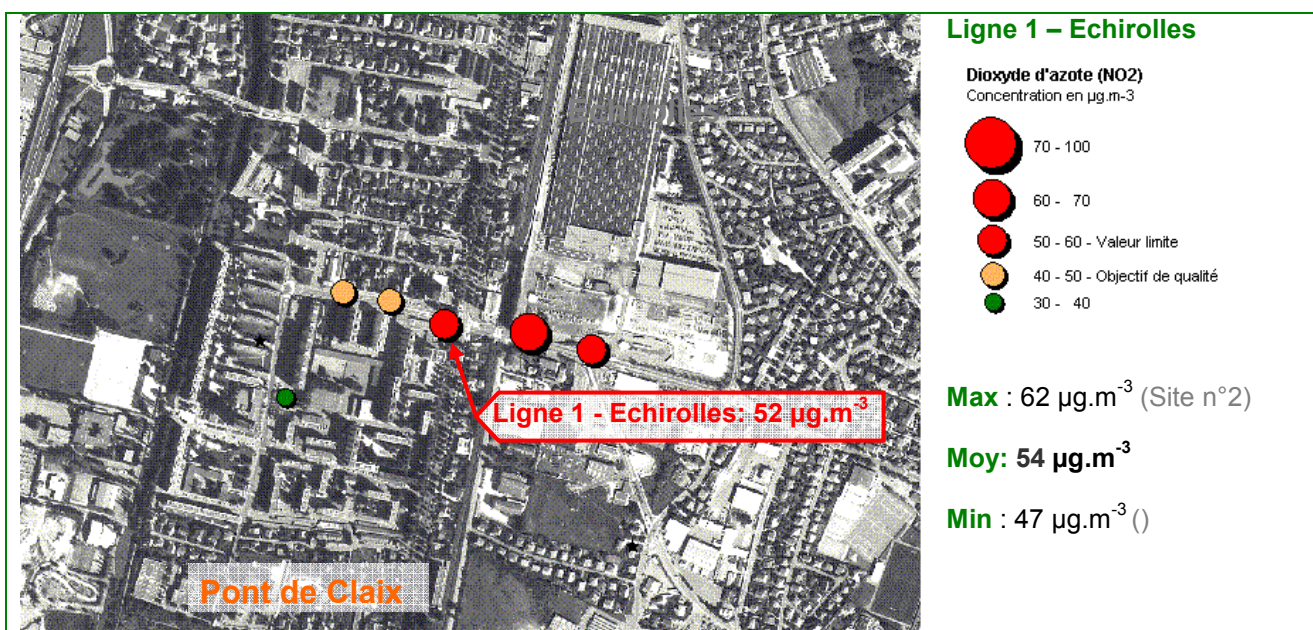 Ligne 1 – Echirolles
Dioxyde d'azote (NO2)
Concentration en µg.m-3
70 - 100
60 - 70
50 - 60 - Valeur limite
40 - 50 - Objectif de qualité
30 - 40
Ligne 1 - Echirolles: 52 µg.m-3
Max : 62 µg.m-3 (Site n°2)
Moy: 54 µg.m-3
Min : 47 µg.m-3 ()
Pont de Claix